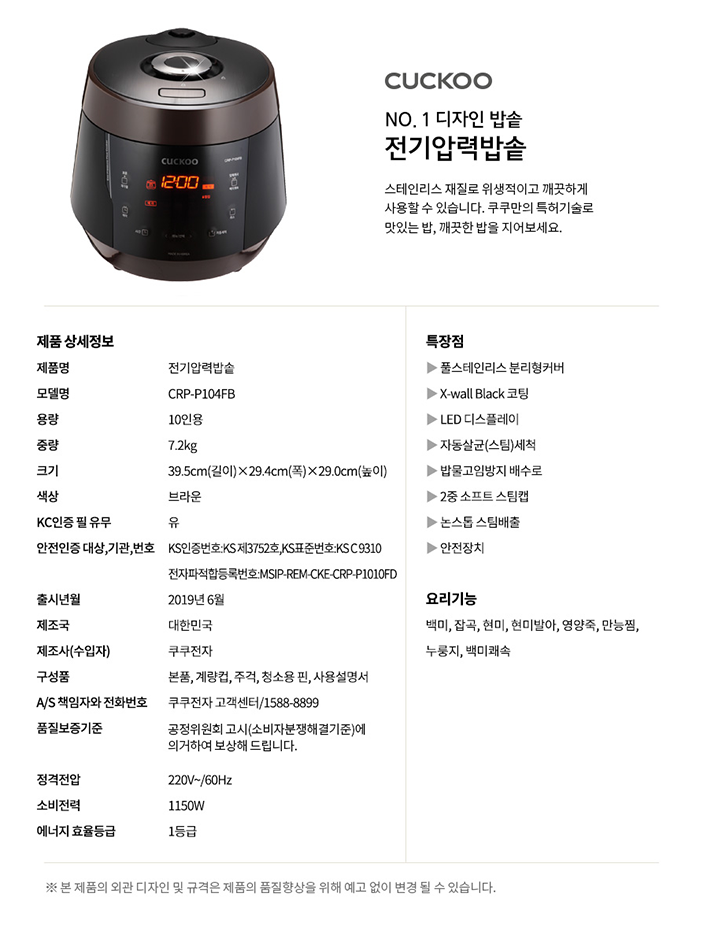 CUCKOO
NO. 1 디자인 밥솥
전기압력밥솥
스테인리스 재질로 위생적이고 깨끗하게
사용할 수 있습니다. 쿠쿠만의 특허기술로
맛있는 밥, 깨끗한 밥을 지어보세요.
CUCKOO
12:00
제품 상세정보
제품명 전기압력밥솥
모델명 CRP-P104FB
용량 10인용
중량 7.2kg
크기 39.5cm(길이)×29.4cm(폭)×29.0cm(높이)
색상 브라운
KC인증 필 유무 유
안전인증 대상,기관,번호 KS인증번호:KS 제3752호,KS표준번호:KS C 9310
전자파적합등록번호:MSIP-REM-CKE-CRP-P1010FD
출시년월 2019년 6월
제조국 대한민국
제조사(수입자) 쿠쿠전자
구성품 본품, 계량컵, 주걱, 청소용 핀, 사용설명서
A/S 책임자와 전화번호 쿠쿠전자 고객센터/1588-8899
품질보증기준 공정위원회 고시(소비자분쟁해결기준)에
의거하여 보상해 드립니다.
정격전압 220V~/60Hz
소비전력 1150W
에너지 효율등급 1등급
특장점
▶ 풀스테인리스 분리형커버
▶ X-wall Black 코팅
▶ LED 디스플레이
▶ 자동살균(스팀)세척
▶ 밥물고임방지 배수로
▶ 2중 소프트 스팀캡
▶ 논스톱 스팀배출
▶ 안전장치
요리기능
백미, 잡곡, 현미, 현미발아, 영양죽, 만능찜,
누룽지, 백미쾌속
※ 본 제품의 외관 디자인 및 규격은 제품의 품질향상을 위해 예고 없이 변경 될 수 있습니다.